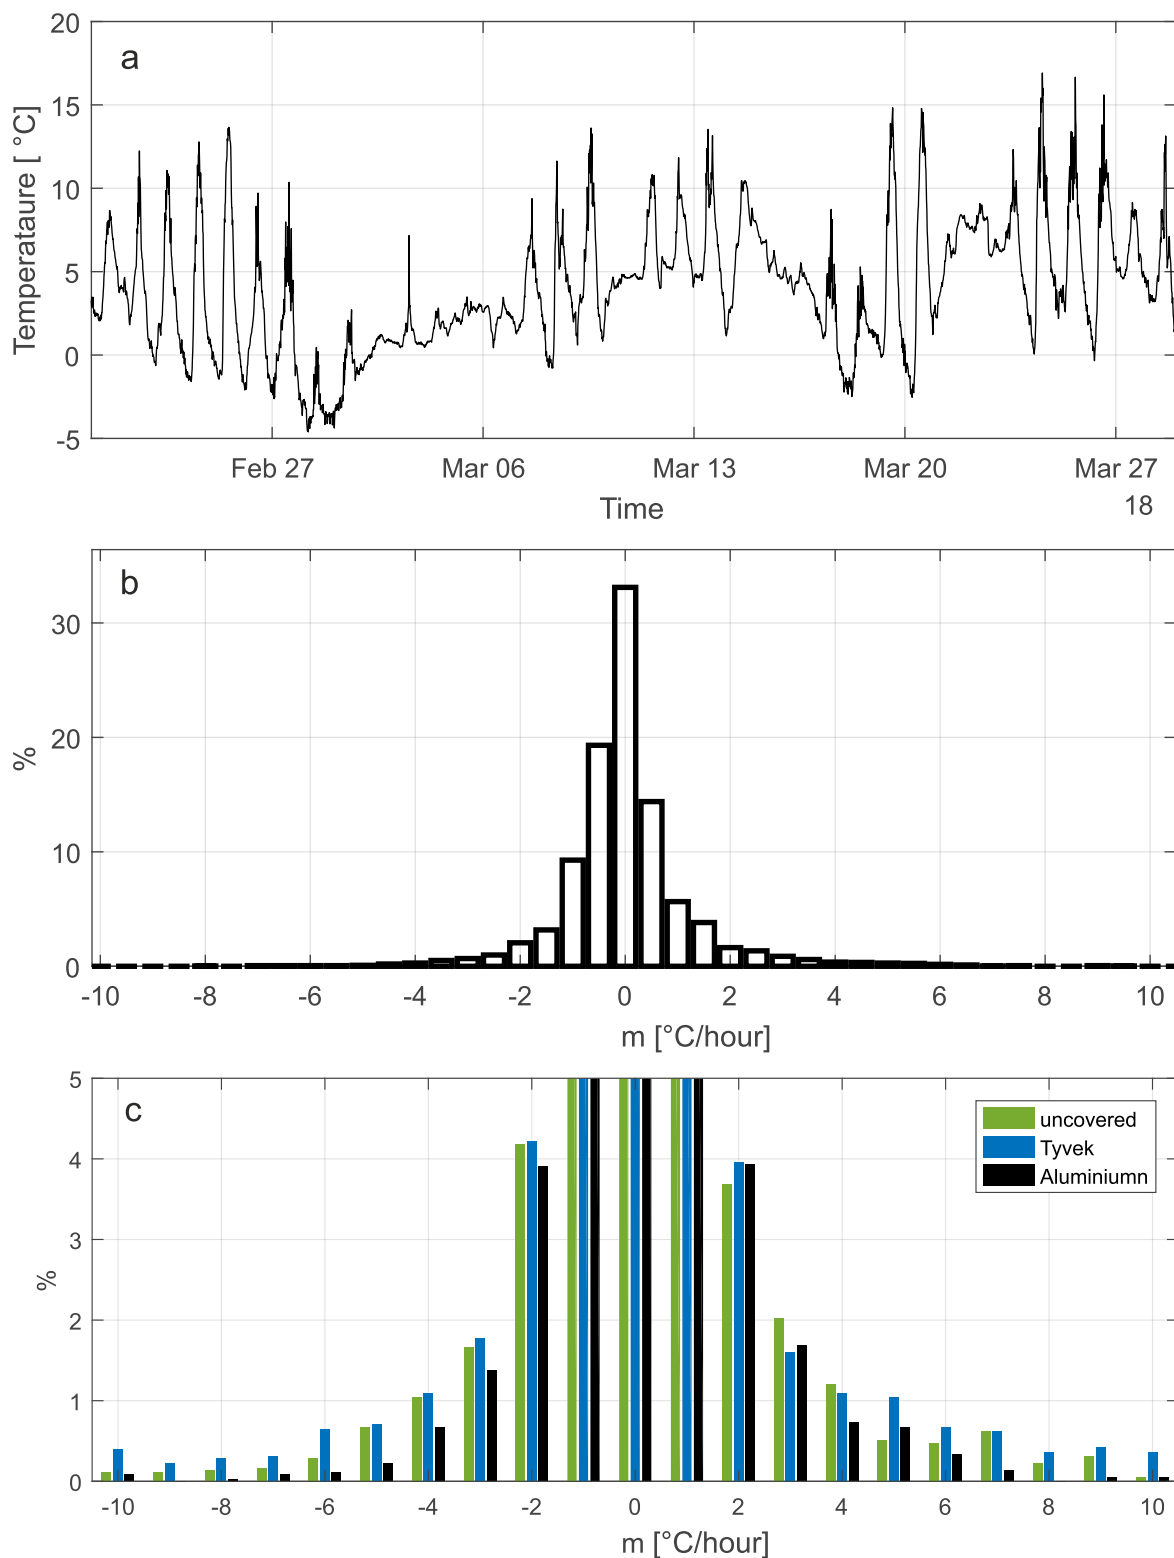 a
20
15
10
5
0
-5
Temperataure [ °C]
Feb 27 Mar 06 Mar 13 Mar 20 Mar 27
Time
18
b
30
20
10
0
%
-10 -8 -6 -4 -2 0 2 4 6 8 10
m [°C/hour]
c
5
4
3
2
1
0
%
uncovered
Tyvek
Aluminiumn
-10 -8 -6 -4 -2 0 2 4 6 8 10
m [°C/hour]